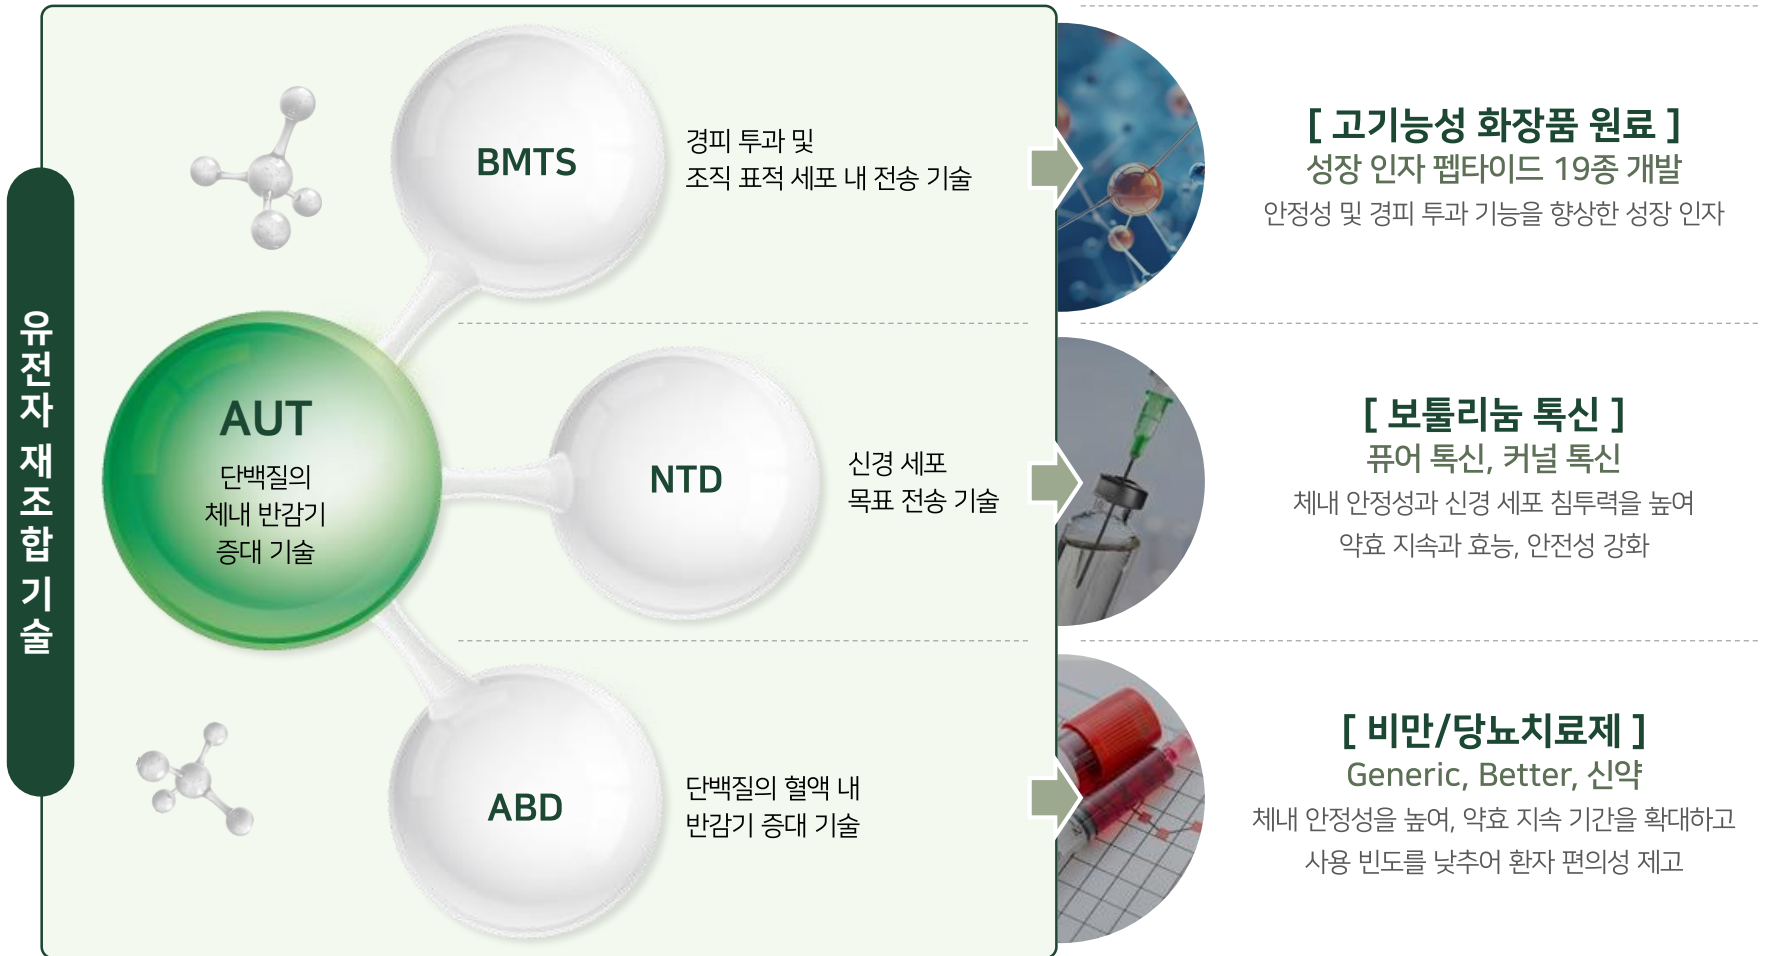 유전자 재조합 기술
AUT
단백질의
체내 반감기
증대 기술
BMTS
경피 투과 및
조직 표적 세포 내 전송 기술
[ 고기능성 화장품 원료 ]
성장 인자 펩타이드 19종 개발
안정성 및 경피 투과 기능을 향상한 성장 인자
NTD
신경 세포
목표 전송 기술
[ 보툴리눔 톡신 ]
퓨어 톡신, 커널 톡신
체내 안정성과 신경 세포 침투력을 높여
약효 지속과 효능, 안전성 강화
ABD
단백질의 혈액 내
반감기 증대 기술
[ 비만/당뇨치료제 ]
Generic, Better, 신약
체내 안정성을 높여, 약효 지속 기간을 확대하고
사용 빈도를 낮추어 환자 편의성 제고